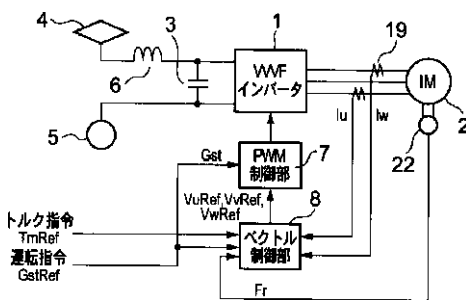 4
3
1
19
6
VVVF
インバータ
IM
2
22
5
Iu
Iw
Gst
PWM
制御部
7
VuRef,VvRef,
VwRef
8
トルク指令
TmRef
ベクトル
制御部
運転指令
GstRef
Fr